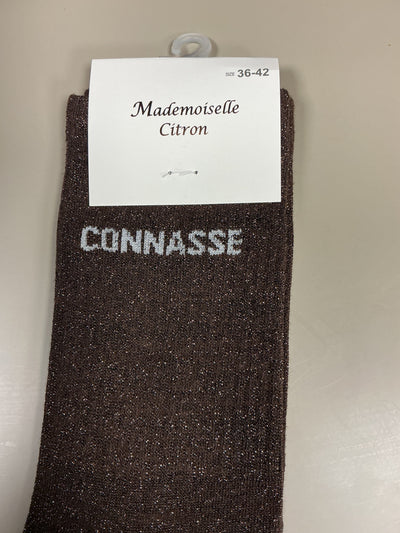 SIZE 36-42
Mademoiselle
Citron
CONNASSE